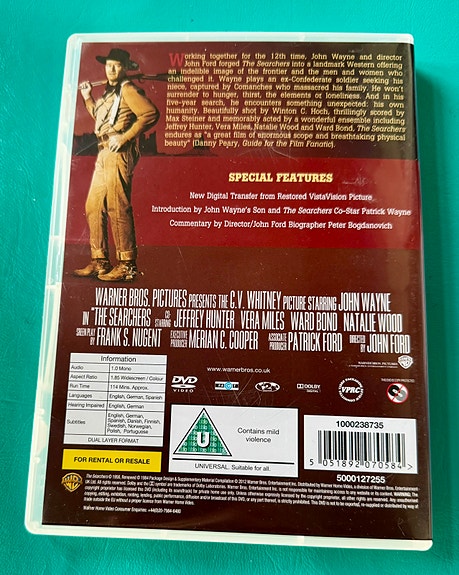 Working together for the 12th time, John Wayne and director
John Ford forged The Searchers into a landmark Western offering
an indelible image of the frontier and the men and women who
challenged it. Wayne plays an ex-Confederate soldier seeking his
niece, captured by Comanches who massacred his family. He won't
surrender to hunger, thirst, the elements or loneliness. And in his
five-year search, he encounters something unexpected: his own
humanity. Beautifully shot by Winton C. Hoch, thrillingly scored by
Max Steiner and memorably acted by a wonderful ensemble including
Jeffrey Hunter, Vera Miles, Natalie Wood and Ward Bond, The Searchers
endures as "a great film of enormous scope and breathtaking physical
beauty" (Danny Peary, Guide for the Film Fanatic).
SPECIAL FEATURES
New Digital Transfer from Restored VistaVision Picture
Introduction by John Wayne's Son and The Searchers Co-Star Patrick Wayne
Commentary by Director/John Ford Biographer Peter Bogdanovich
WARNER BROS. PICTURES PRESENTS THE C.V. WHITNEY PICTURE STARRING JOHN WAYNE
IN 'THE SEARCHERS' CO-STARRING JEFFREY HUNTER VERA MILES WARD BOND NATALIE WOOD
SCREEN PLAY BY FRANK S. NUGENT EXECUTIVE PRODUCER MERIAN C. COOPER ASSOCIATE PRODUCER PATRICK FORD DIRECTED BY JOHN FORD
www.warnerbros.co.uk
Information
Audio 1.0 Mono
Aspect Ratio 1.85 Widescreen / Colour
Run Time 114 Mins. Approx.
Languages English, German, Spanish
Hearing Impaired English, German
Subtitles English, German,
Spanish, Danish, Finnish,
Swedish, Norwegian,
Polish, Portuguese
DUAL LAYER FORMAT
FOR RENTAL OR RESALE
DVD
VIDEO
DOLBY
DIGITAL
VPRC
U
Contains mild
violence
UNIVERSAL Suitable for all.
1000238735
5 051892 070584 >
5000127255